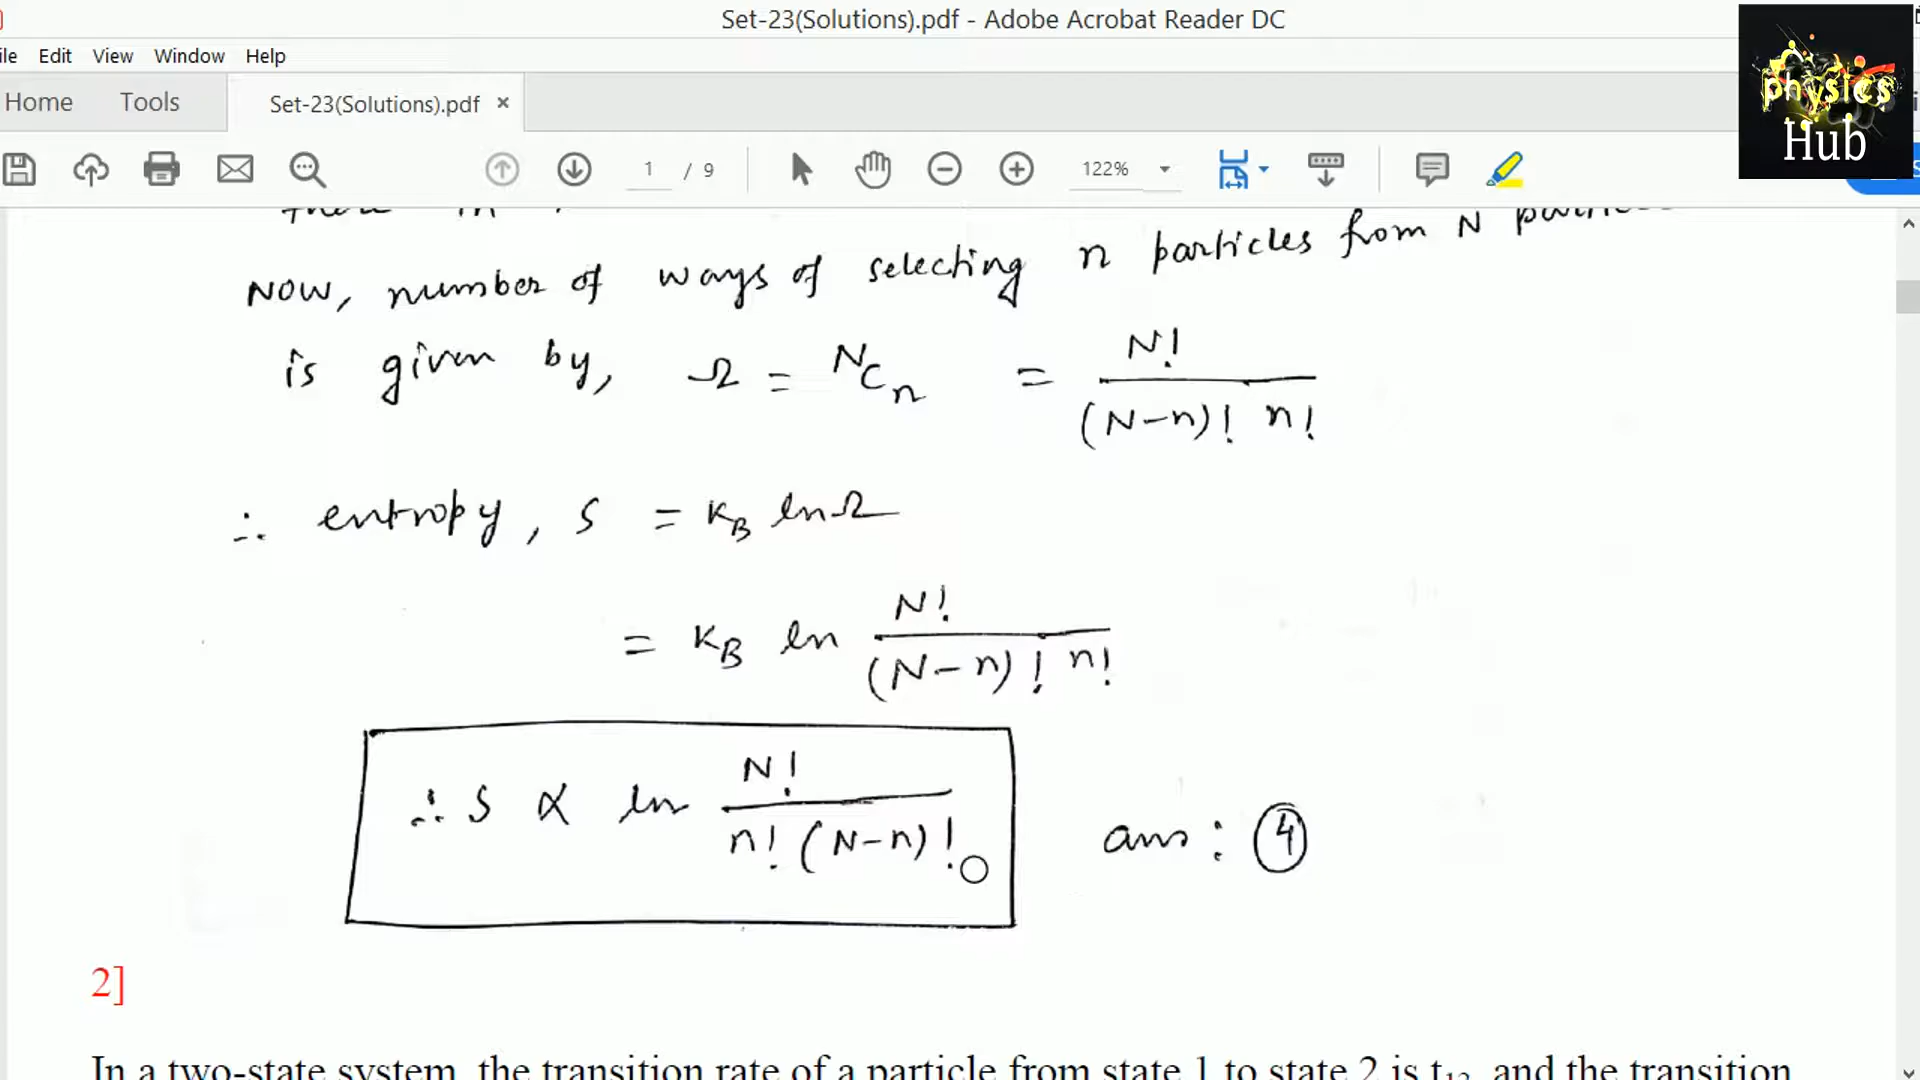 Set-23(Solutions).pdf - Adobe Acrobat Reader DC
ile Edit View Window Help
Home Tools Set-23(Solutions).pdf ×
1 / 9 122%
physics
Hub
Now, number of ways of selecting n particles from N
is given by, Ω = ᴺCₙ = N! / (N-n)! n!
∴ entropy, S = K_B ln Ω
= K_B ln N! / (N-n)! n!
∴ S ∝ ln N! / n! (N-n)!
ans: ④
2]
In a two-state system, the transition rate of a particle from state 1 to state 2 is t₁₂, and the transition